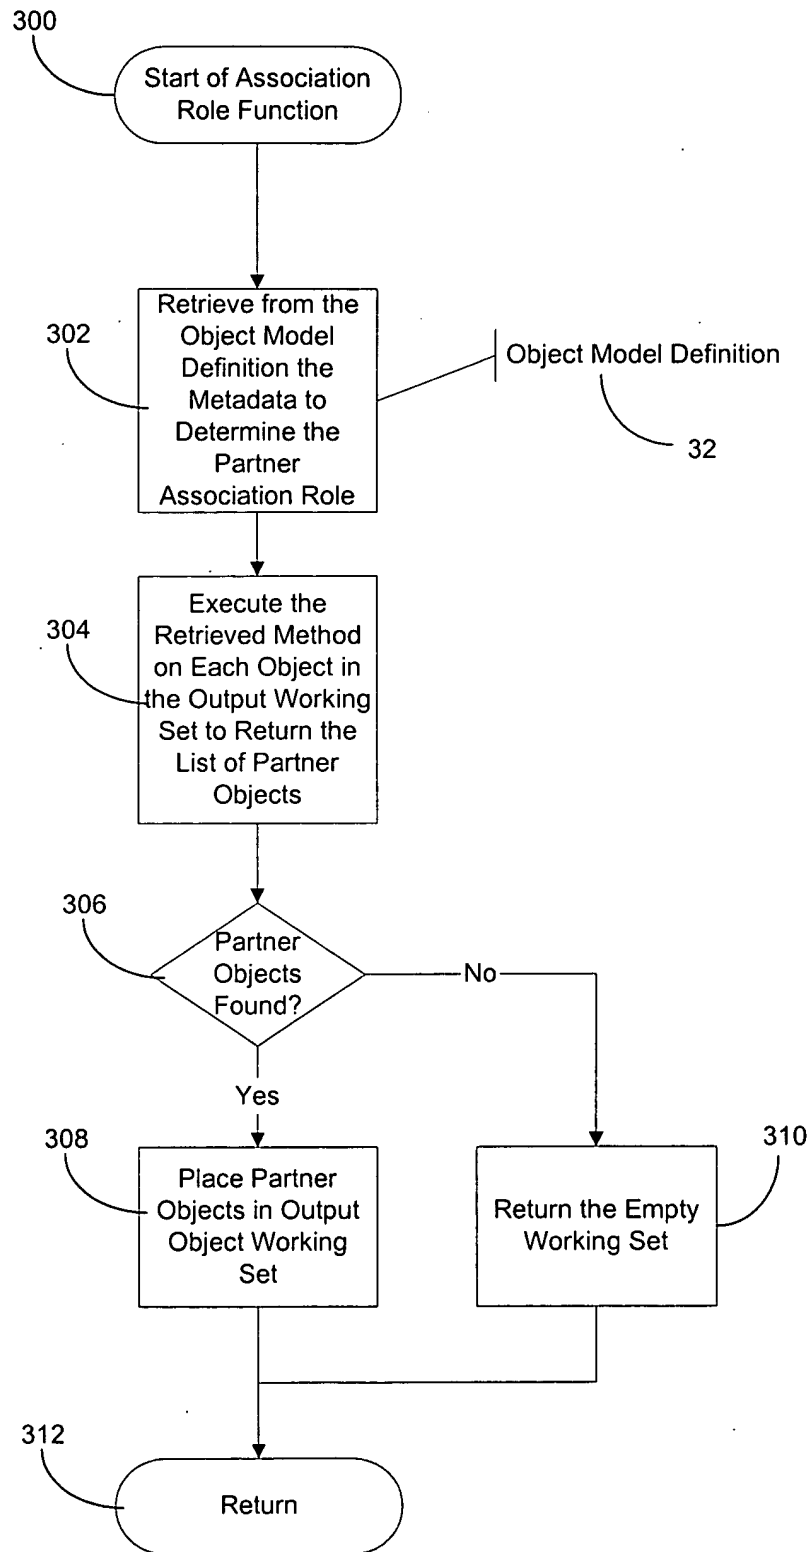 300
Start of Association
Role Function
302
Retrieve from the
Object Model
Definition the
Metadata to
Determine the
Partner
Association Role
Object Model Definition
32
304
Execute the
Retrieved Method
on Each Object in
the Output Working
Set to Return the
List of Partner
Objects
306
Partner
Objects
Found?
No
Yes
308
Place Partner
Objects in Output
Object Working
Set
310
Return the Empty
Working Set
312
Return